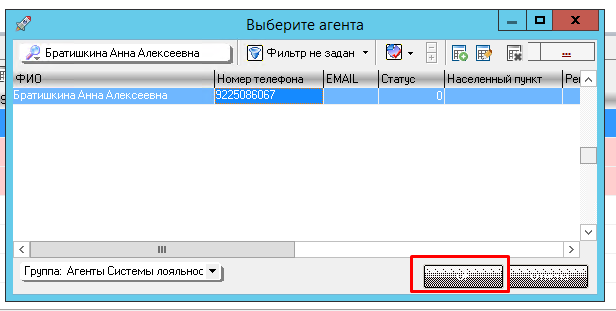 Выберите агента
Братишкина Анна Алексеевна Фильтр не задан ...
ФИО Номер телефона EMAIL Статус Населенный пункт Рег
Братишкина Анна Алексеевна 9225086067 0
Группа: Агенты Системы лояльнос